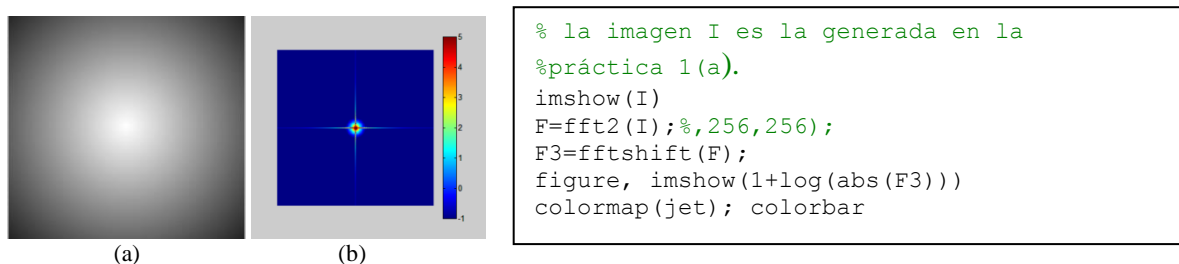 5
4
3
2
1
0
-1
(a) (b)
% la imagen I es la generada en la
%práctica 1(a).
imshow(I)
F=fft2(I);%,256,256);
F3=fftshift(F);
figure, imshow(1+log(abs(F3)))
colormap(jet); colorbar